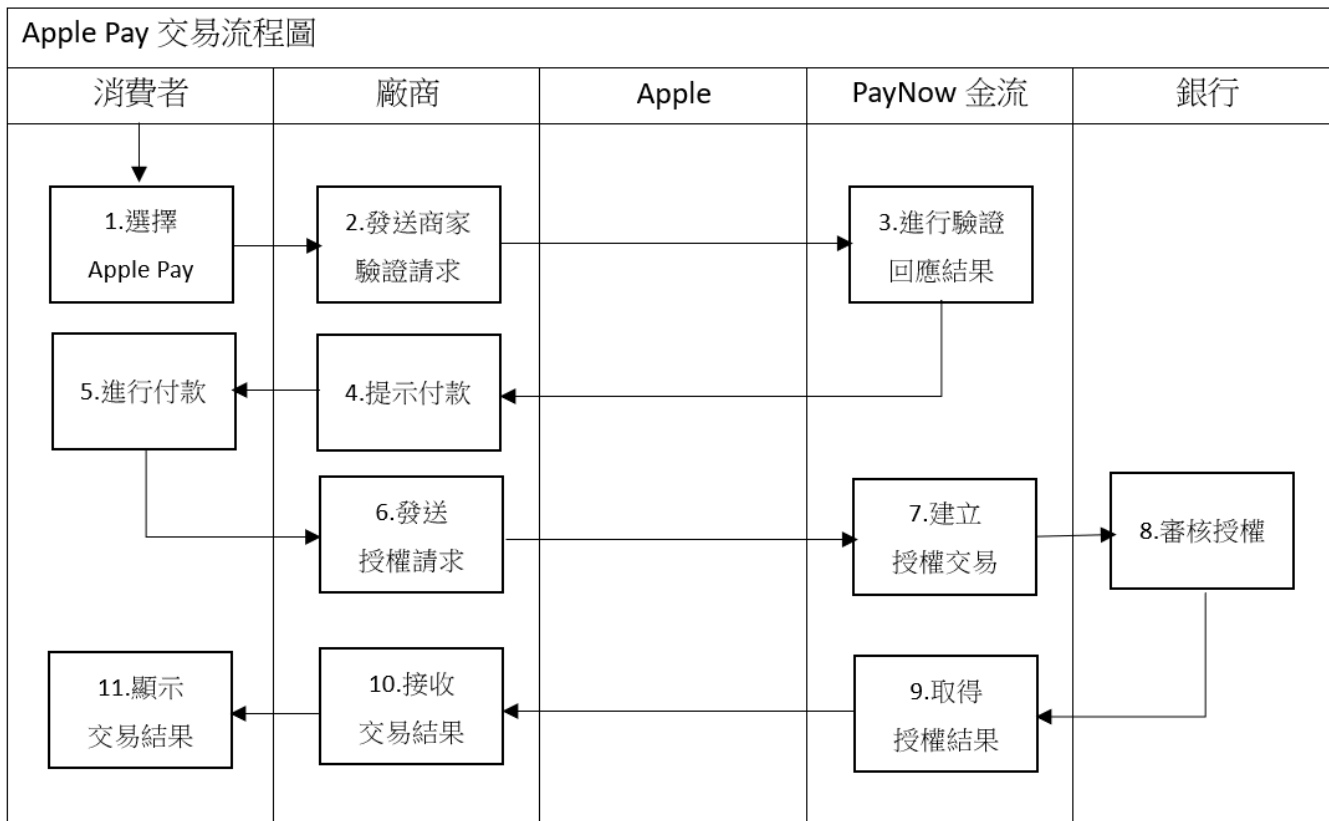 Apple Pay 交易流程圖
消費者
廠商
Apple
PayNow 金流
銀行
1.選擇
Apple Pay
2.發送商家
驗證請求
3.進行驗證
回應結果
5.進行付款
4.提示付款
6.發送
授權請求
7.建立
授權交易
8.審核授權
11.顯示
交易結果
10.接收
交易結果
9.取得
授權結果